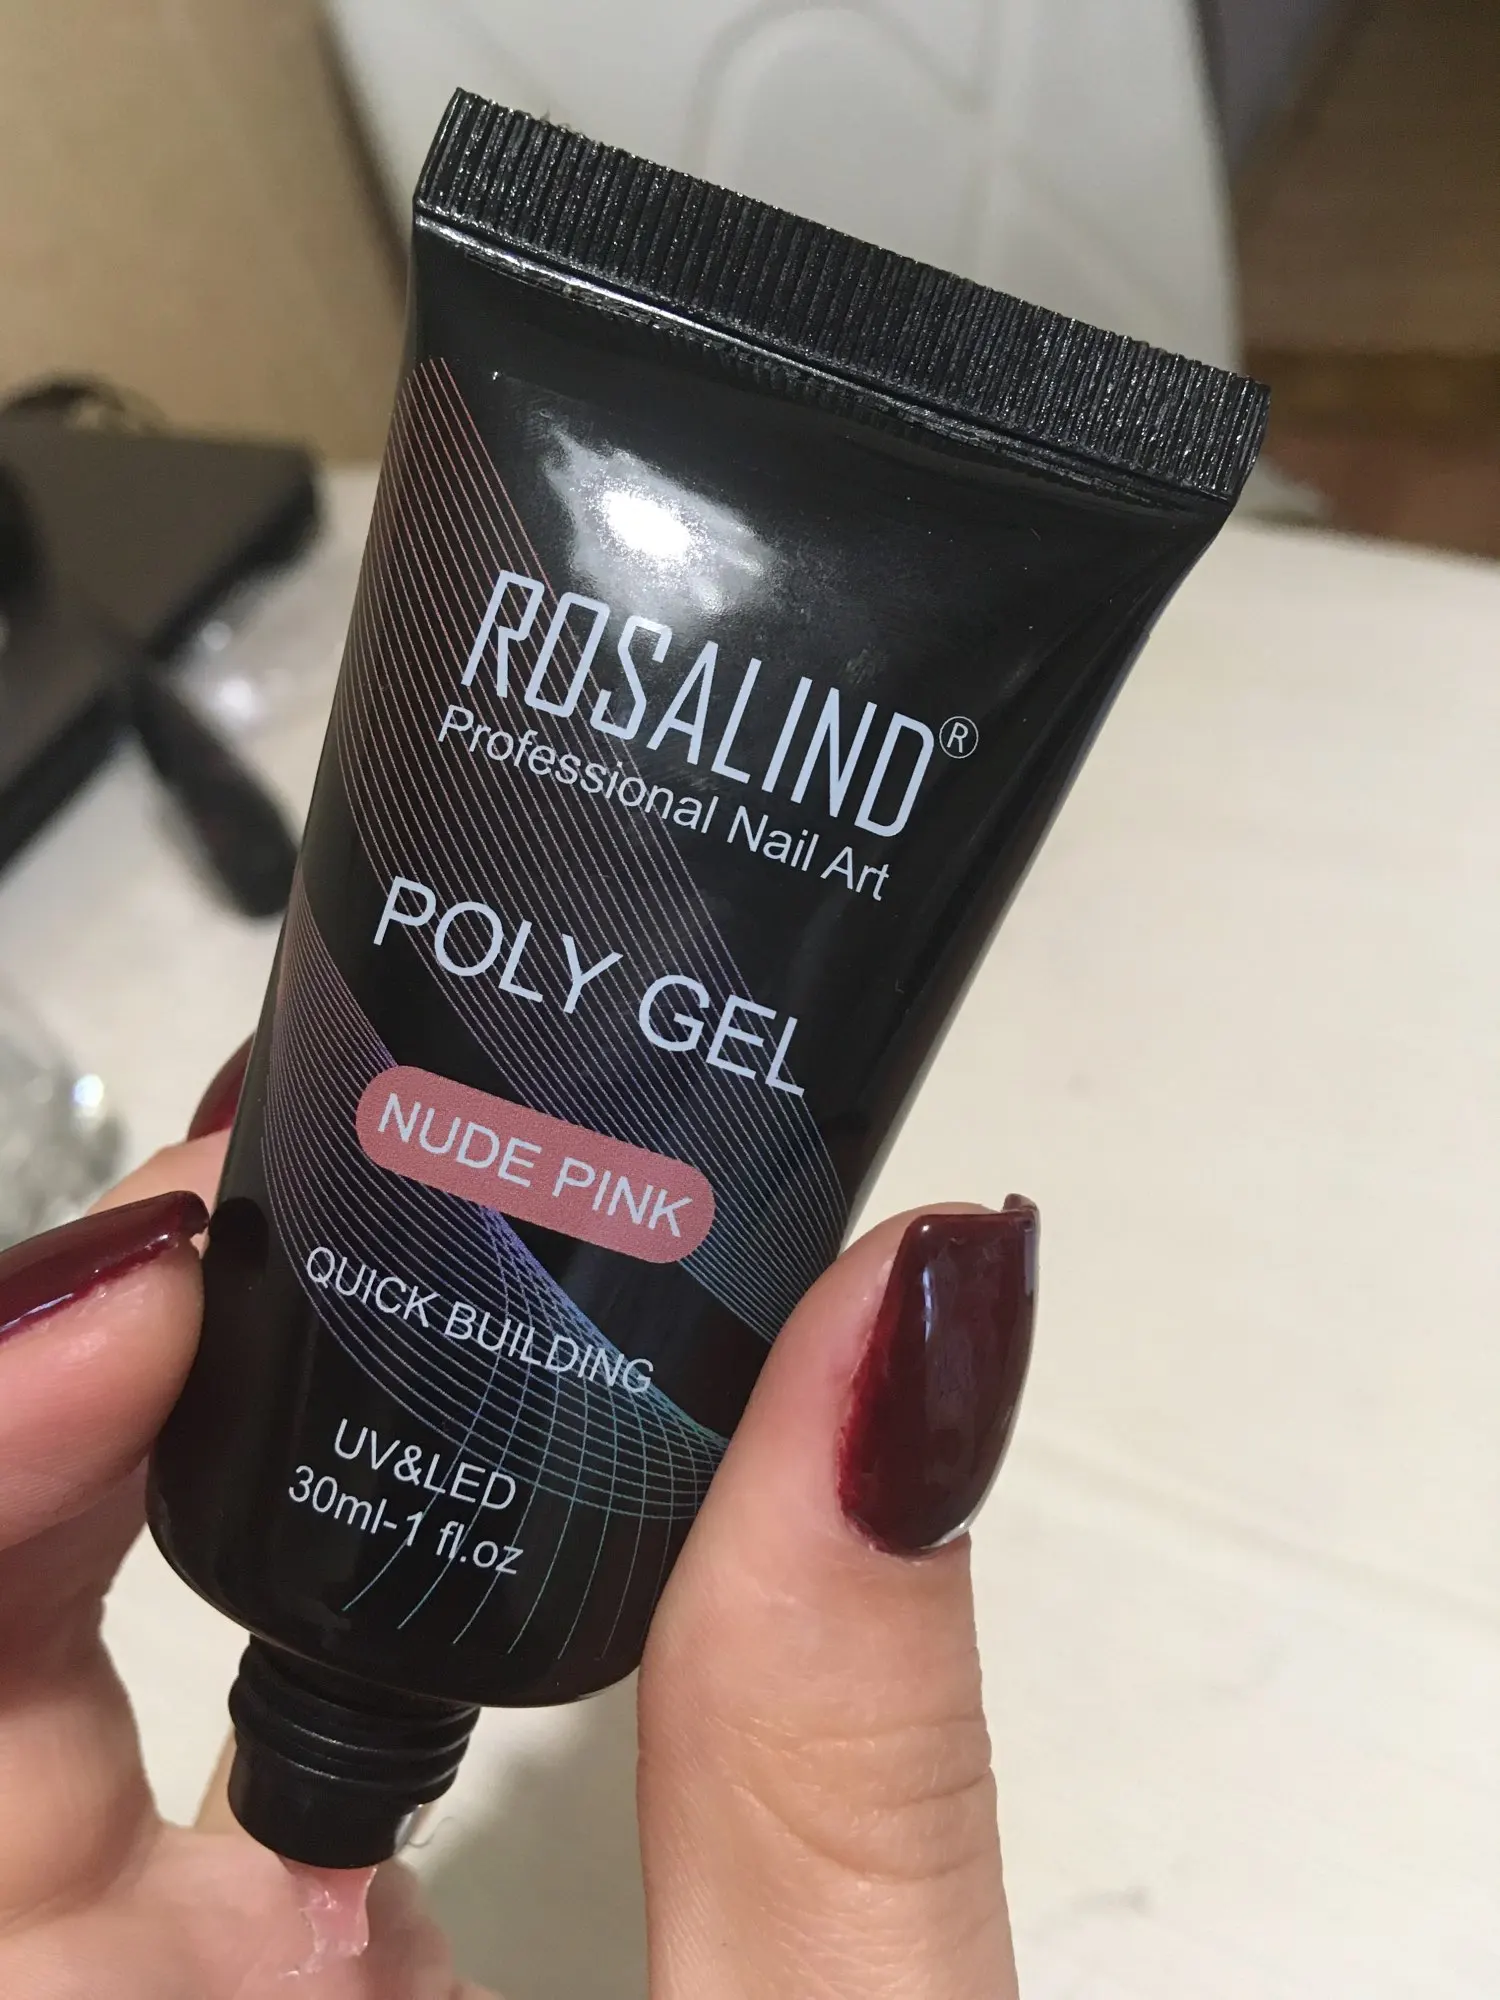 ROSALIND®
Professional Nail Art
POLY GEL
NUDE PINK
QUICK BUILDING
UV&LED
30ml-1 fl.oz